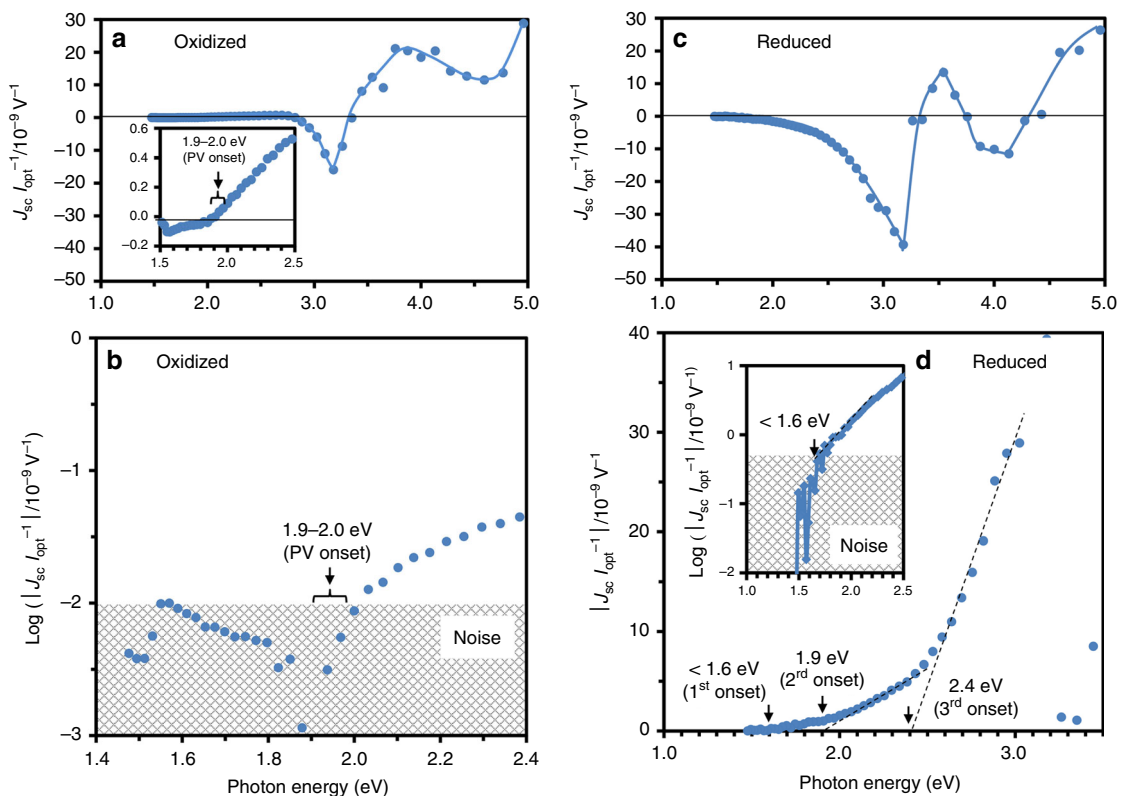 a
Oxidized
J_sc I_opt⁻¹/10⁻⁹ V⁻¹
30
20
10
0
−10
−20
−30
−40
−50
1.0
2.0
3.0
4.0
5.0
0.6
0.4
0.2
0.0
−0.2
1.5
2.0
2.5
1.9–2.0 eV
(PV onset)
c
Reduced
J_sc I_opt⁻¹/10⁻⁹ V⁻¹
30
20
10
0
−10
−20
−30
−40
−50
1.0
2.0
3.0
4.0
5.0
b
Oxidized
Log (|J_sc I_opt⁻¹|/10⁻⁹ V⁻¹)
0
−1
−2
−3
1.9–2.0 eV
(PV onset)
Noise
1.4
1.6
1.8
2.0
2.2
2.4
Photon energy (eV)
d
Reduced
|J_sc I_opt⁻¹|/10⁻⁹ V⁻¹
40
30
20
10
0
Log (|J_sc I_opt⁻¹|/10⁻⁹ V⁻¹)
1
0
−1
−2
< 1.6 eV
Noise
1.0
1.5
2.0
2.5
< 1.6 eV
(1st onset)
1.9 eV
(2rd onset)
2.4 eV
(3rd onset)
1.0
2.0
3.0
Photon energy (eV)